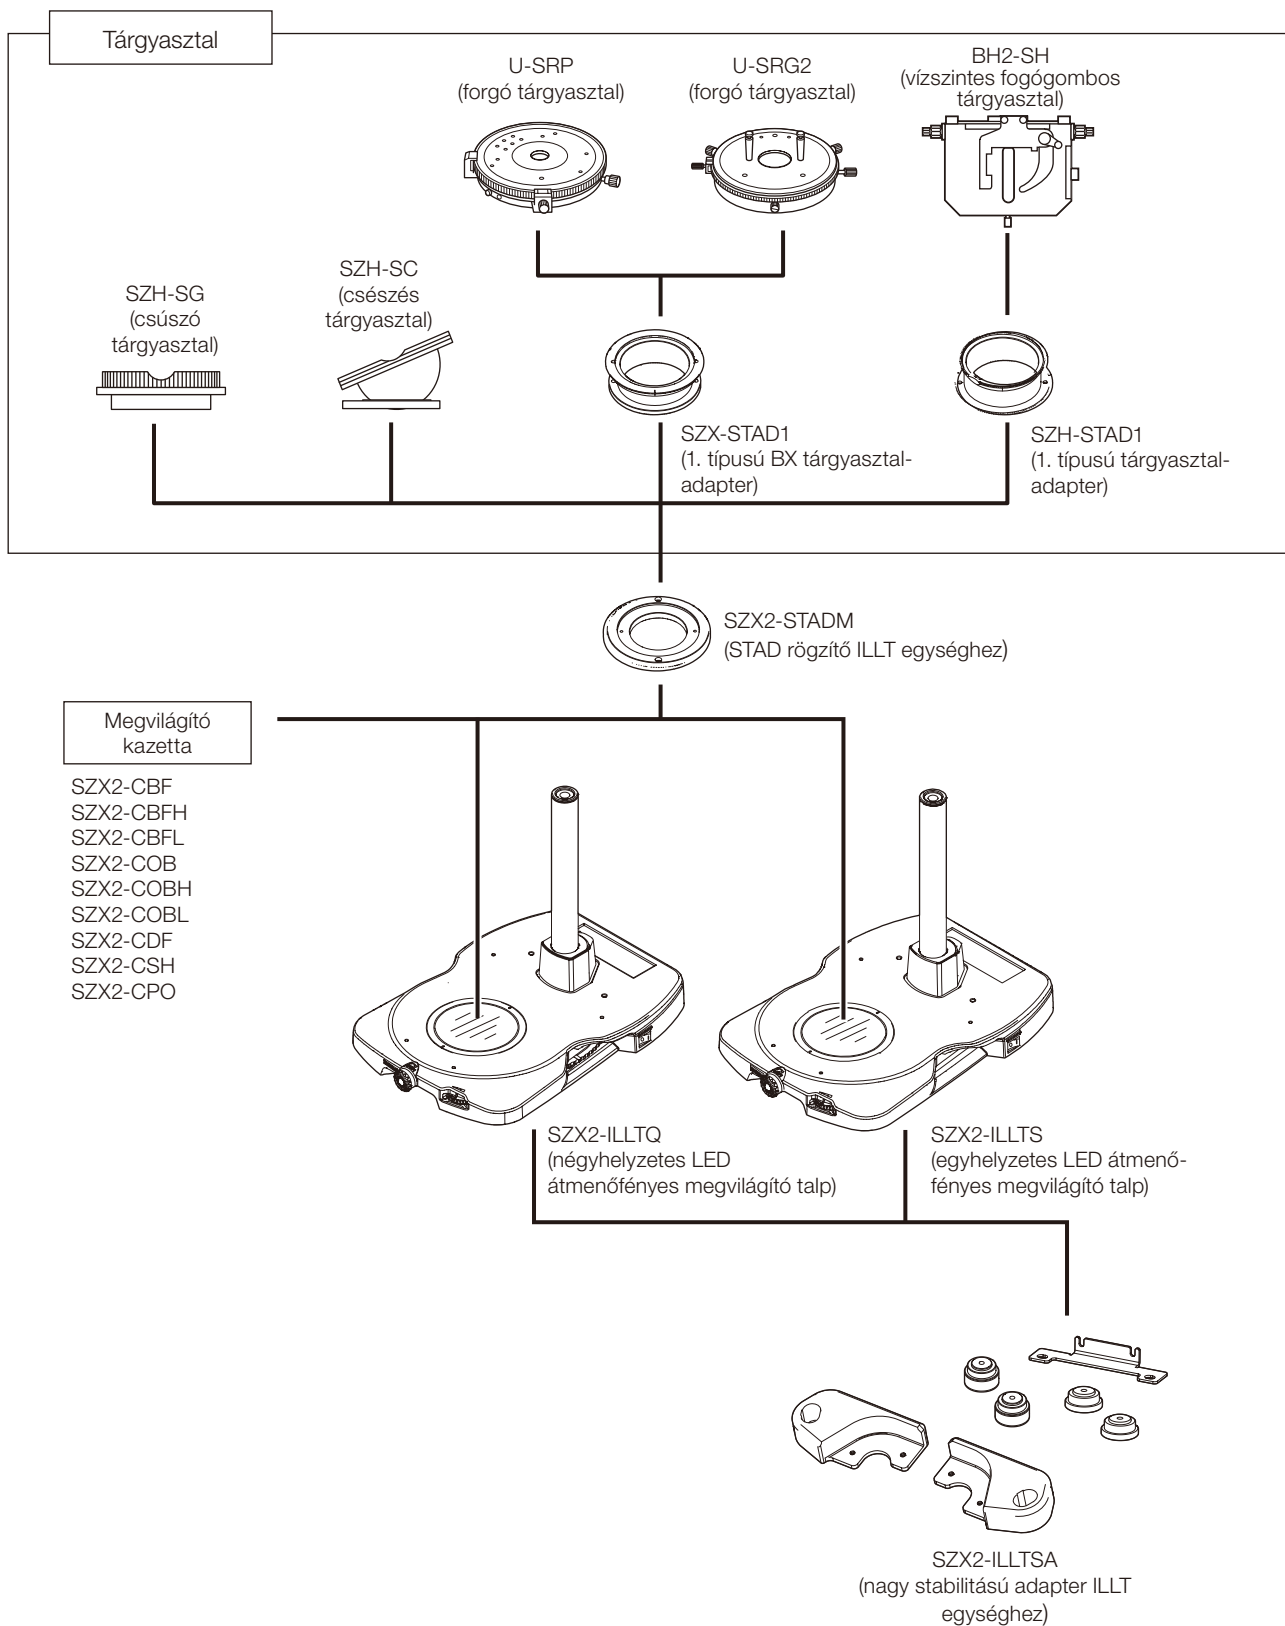 Tárgyasztal
U-SRP
(forgó tárgyasztal)
U-SRG2
(forgó tárgyasztal)
BH2-SH
(vízszintes fogógombos
tárgyasztal)
SZH-SG
(csúszó
tárgyasztal)
SZH-SC
(csészés
tárgyasztal)
SZX-STAD1
(1. típusú BX tárgyasztal-
adapter)
SZH-STAD1
(1. típusú tárgyasztal-
adapter)
SZX2-STADM
(STAD rögzítő ILLT egységhez)
Megvilágító
kazetta
SZX2-CBF
SZX2-CBFH
SZX2-CBFL
SZX2-COB
SZX2-COBH
SZX2-COBL
SZX2-CDF
SZX2-CSH
SZX2-CPO
SZX2-ILLTQ
(négyhelyzetes LED
átmenőfényes megvilágító talp)
SZX2-ILLTS
(egyhelyzetes LED átmenő-
fényes megvilágító talp)
SZX2-ILLTSA
(nagy stabilitású adapter ILLT
egységhez)